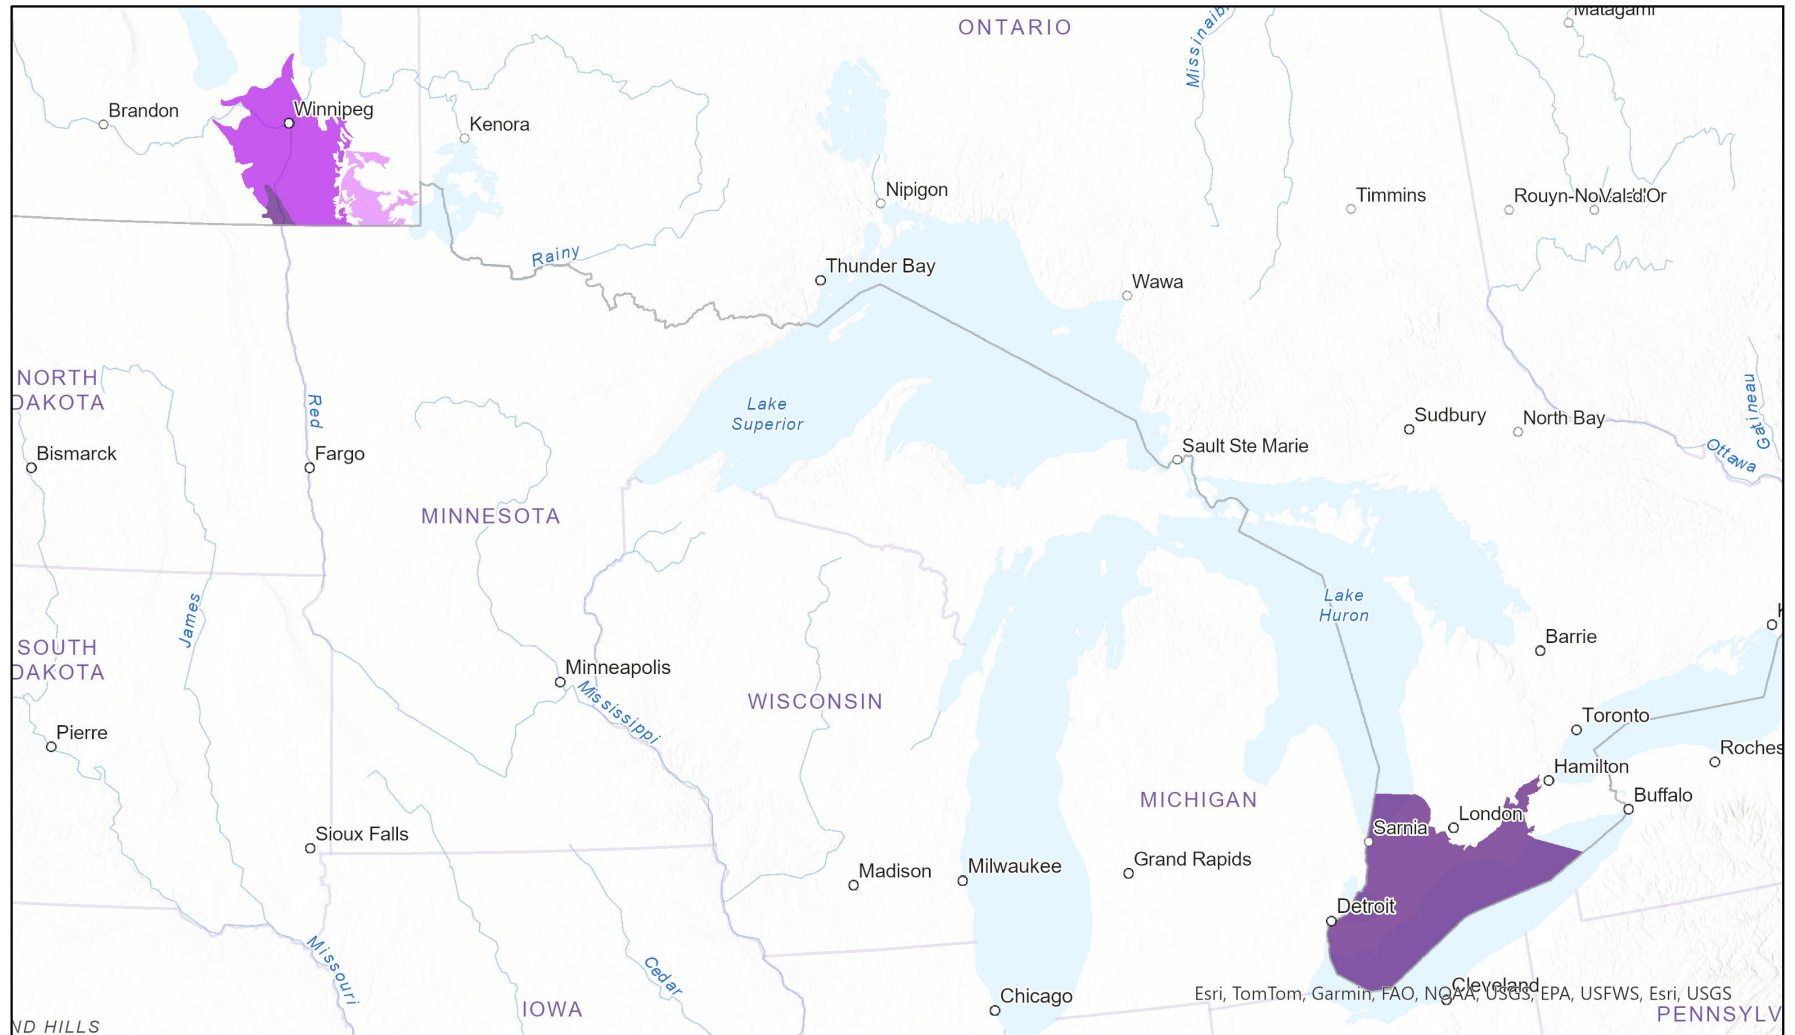 Matagami
ONTARIO
Missinaibi
Brandon
Winnipeg
Kenora
Nipigon
Timmins
Rouyn-No
Val-d'Or
Rainy
Thunder Bay
Wawa
NORTH
DAKOTA
Red
Lake
Superior
Gatineau
Sudbury
North Bay
Bismarck
Fargo
Sault Ste Marie
Ottawa
MINNESOTA
James
Lake
Huron
SOUTH
DAKOTA
Barrie
Minneapolis
Mississippi
WISCONSIN
Toronto
Pierre
Roches
Hamilton
MICHIGAN
Buffalo
London
Sarnia
Sioux Falls
Grand Rapids
Madison
Milwaukee
Detroit
Missouri
Cedar
Cleveland
Esri, TomTom, Garmin, FAO, NOAA, USGS, EPA, USFWS, Esri, USGS
Chicago
IOWA
PENNSYLV
ND HILLS